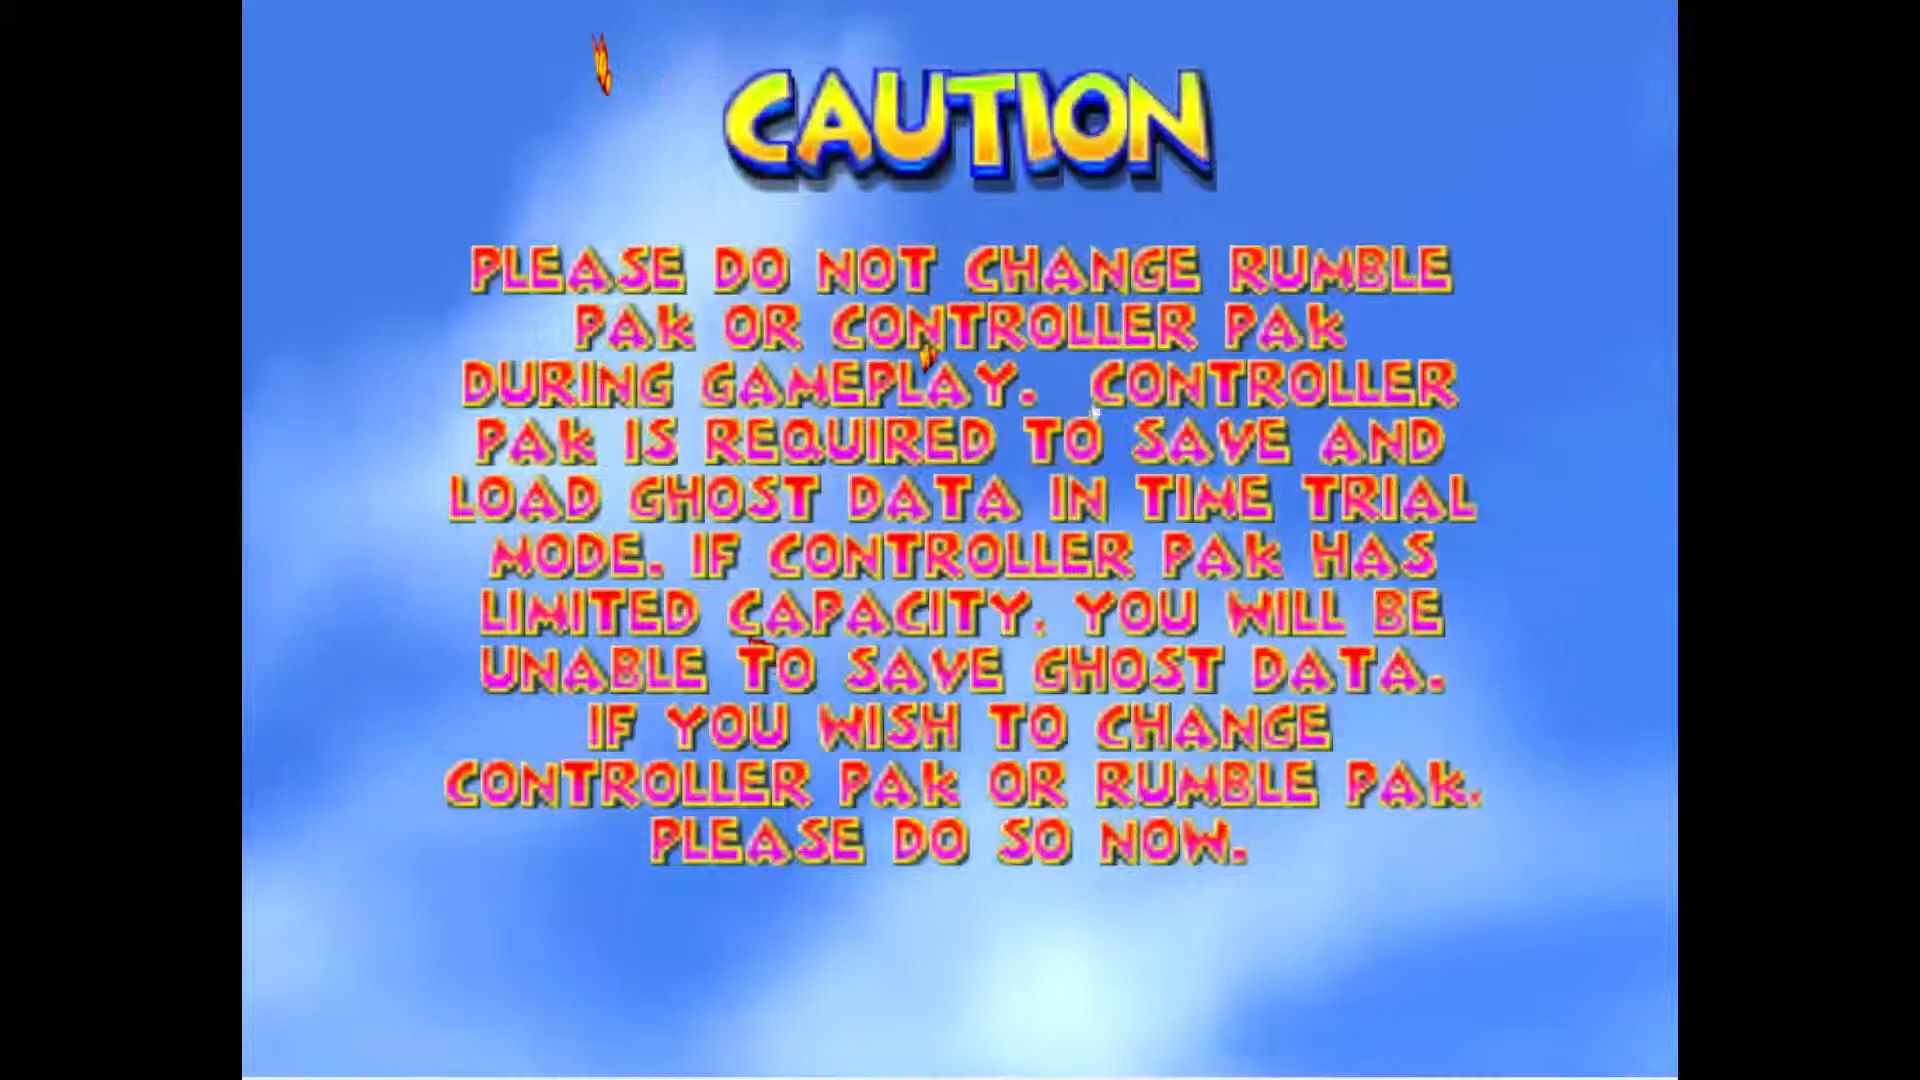 CAUTION
PLEASE DO NOT CHANGE RUMBLE
PAK OR CONTROLLER PAK
DURING GAMEPLAY. CONTROLLER
PAK IS REQUIRED TO SAVE AND
LOAD GHOST DATA IN TIME TRIAL
MODE. IF CONTROLLER PAK HAS
LIMITED CAPACITY, YOU WILL BE
UNABLE TO SAVE GHOST DATA.
IF YOU WISH TO CHANGE
CONTROLLER PAK OR RUMBLE PAK,
PLEASE DO SO NOW.